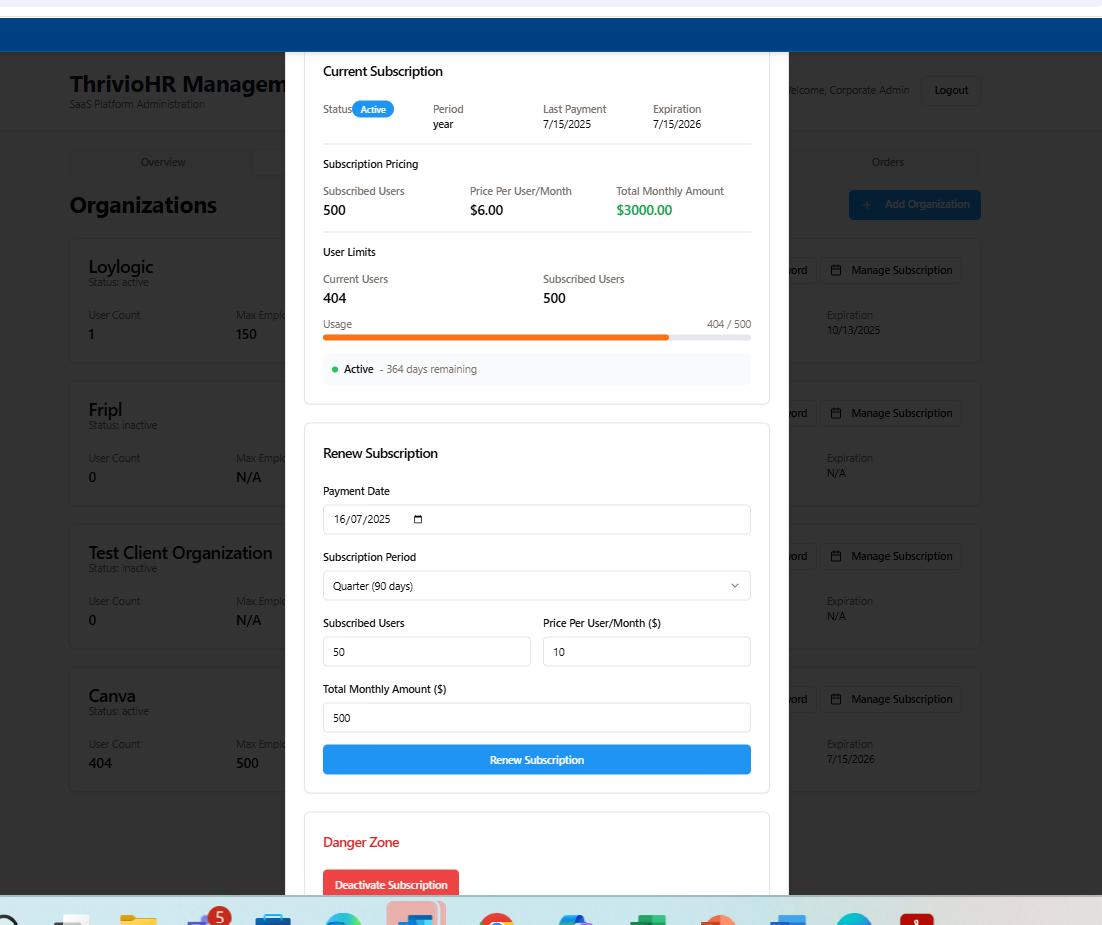 ThrivioHR Managem
SaaS Platform Administration
elcome, Corporate Admin
Logout
Overview
Orders
Organizations
+ Add Organization
Loylogic
Status: active
ord
Manage Subscription
User Count
Max Emplo
Expiration
1
150
10/13/2025
Fripl
Status: inactive
ord
Manage Subscription
User Count
Max Emplo
Expiration
0
N/A
N/A
Test Client Organization
Status: inactive
ord
Manage Subscription
User Count
Max Emplo
Expiration
0
N/A
N/A
Canva
Status: active
ord
Manage Subscription
User Count
Max Emplo
Expiration
404
500
7/15/2026
Current Subscription
Status Active
Period
Last Payment
Expiration
year
7/15/2025
7/15/2026
Subscription Pricing
Subscribed Users
Price Per User/Month
Total Monthly Amount
500
$6.00
$3000.00
User Limits
Current Users
Subscribed Users
404
500
Usage
404 / 500
Active - 364 days remaining
Renew Subscription
Payment Date
16/07/2025
Subscription Period
Quarter (90 days)
Subscribed Users
Price Per User/Month ($)
50
10
Total Monthly Amount ($)
500
Renew Subscription
Danger Zone
Deactivate Subscription
5